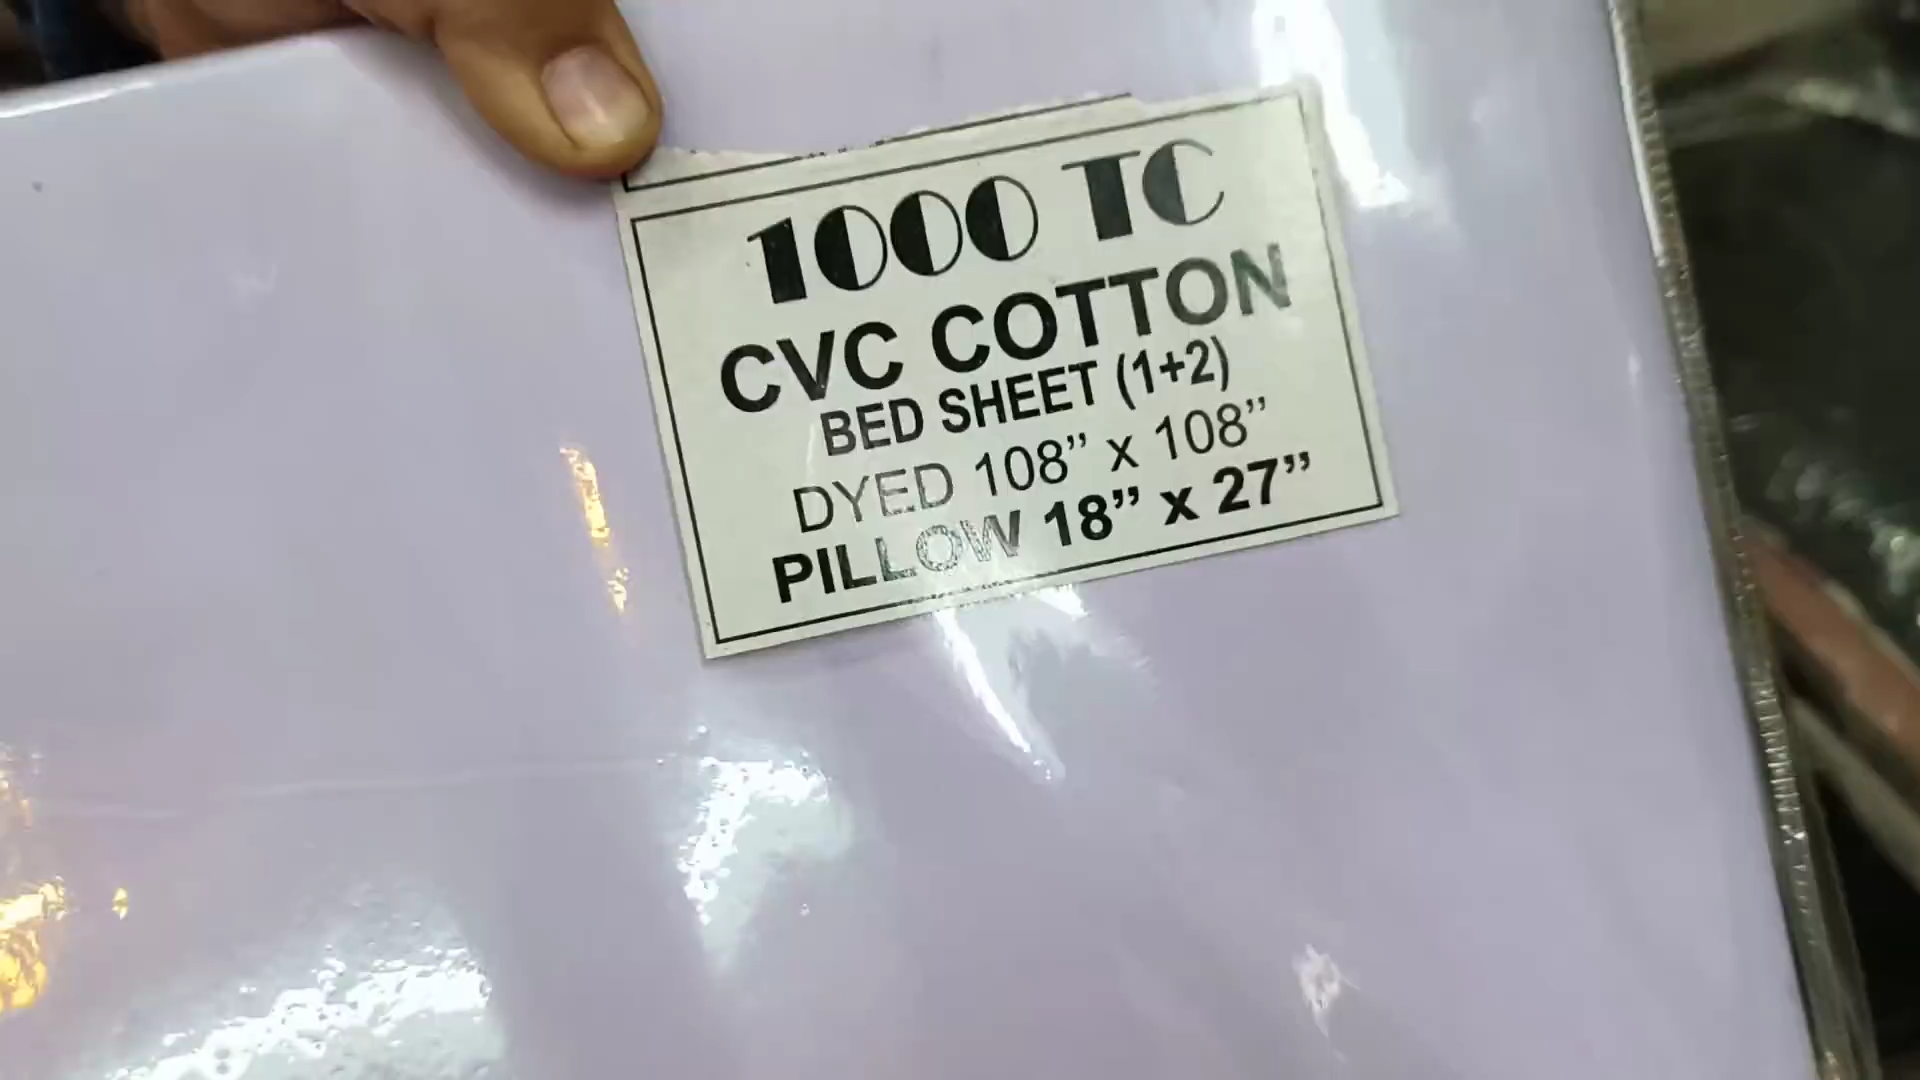 1000 TC
CVC COTTON
BED SHEET (1+2)
DYED 108” x 108”
PILLOW 18” x 27”